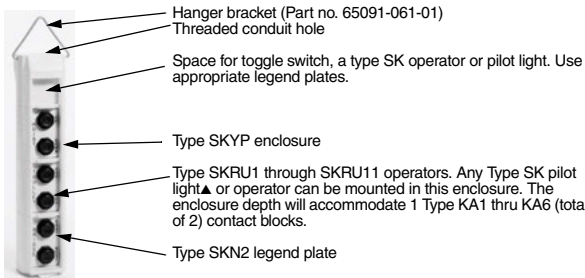 Hanger bracket (Part no. 65091-061-01)
Threaded conduit hole
Space for toggle switch, a type SK operator or pilot light. Use
appropriate legend plates.
Type SKYP enclosure
Type SKRU1 through SKRU11 operators. Any Type SK pilot
light▲ or operator can be mounted in this enclosure. The
enclosure depth will accommodate 1 Type KA1 thru KA6 (tota
of 2) contact blocks.
Type SKN2 legend plate